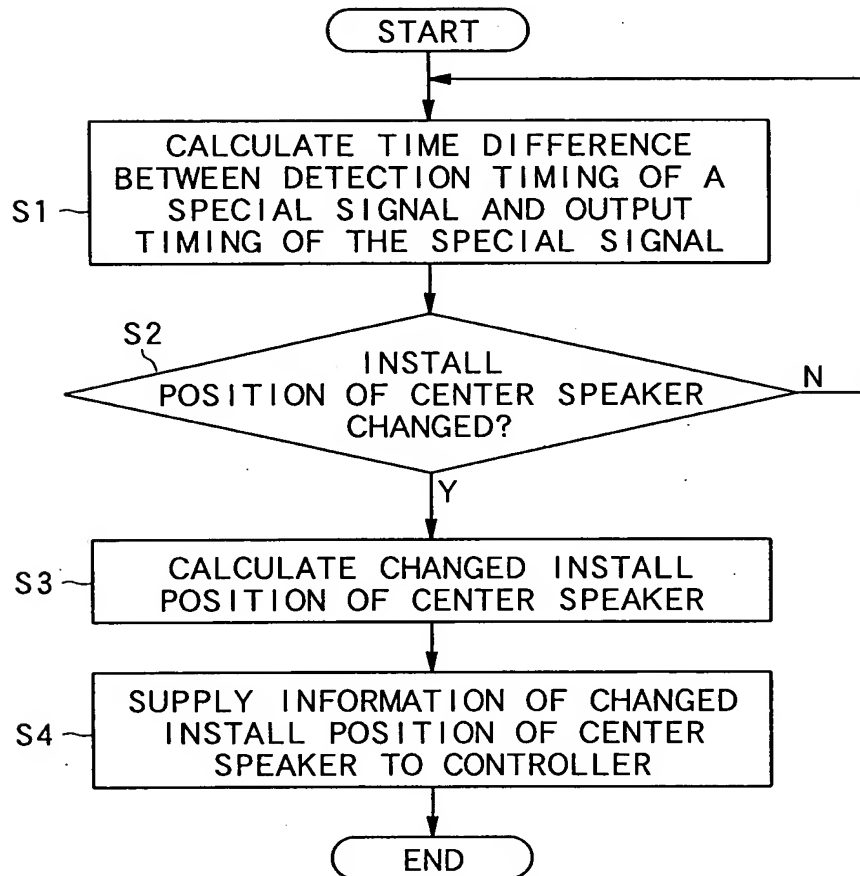 START
CALCULATE TIME DIFFERENCE
BETWEEN DETECTION TIMING OF A
SPECIAL SIGNAL AND OUTPUT
TIMING OF THE SPECIAL SIGNAL
S1
S2
INSTALL
POSITION OF CENTER SPEAKER
CHANGED?
N
Y
S3
CALCULATE CHANGED INSTALL
POSITION OF CENTER SPEAKER
S4
SUPPLY INFORMATION OF CHANGED
INSTALL POSITION OF CENTER
SPEAKER TO CONTROLLER
END